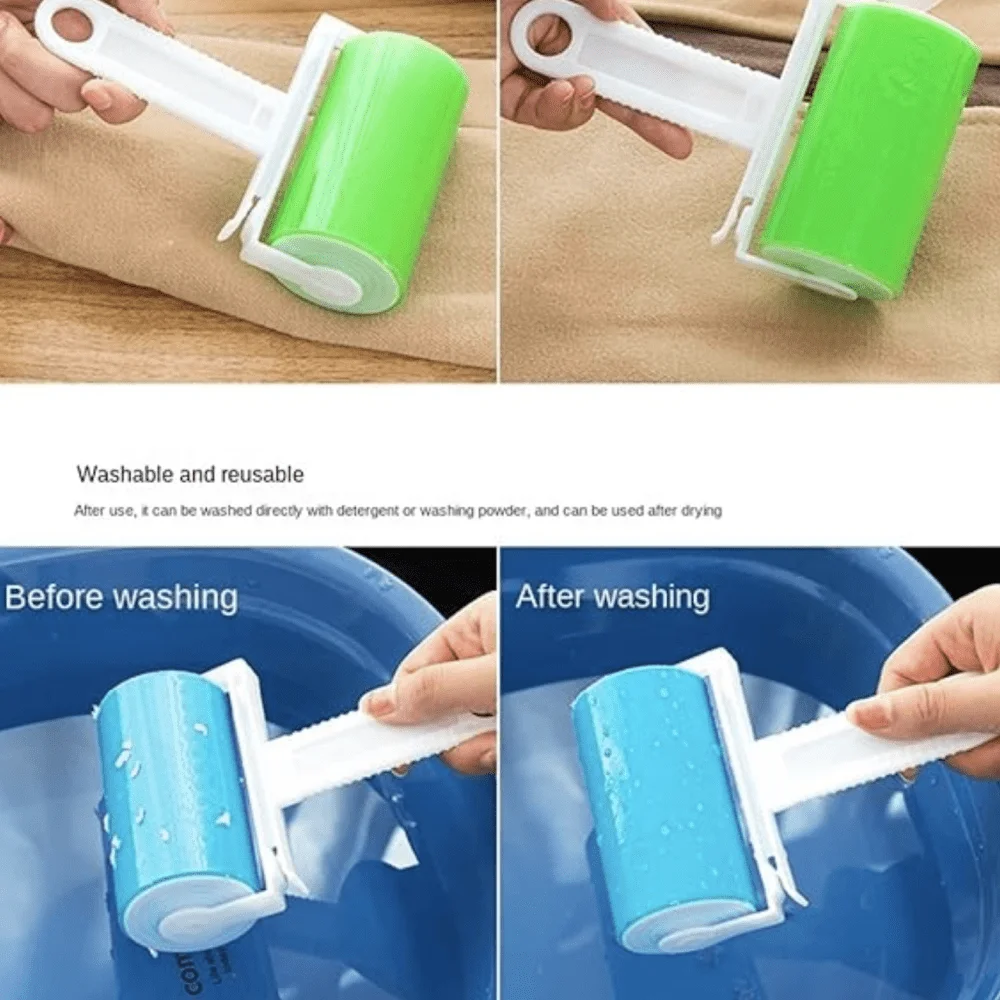 Washable and reusable
After use, it can be washed directly with detergent or washing powder, and can be used after drying
Before washing
After washing
com